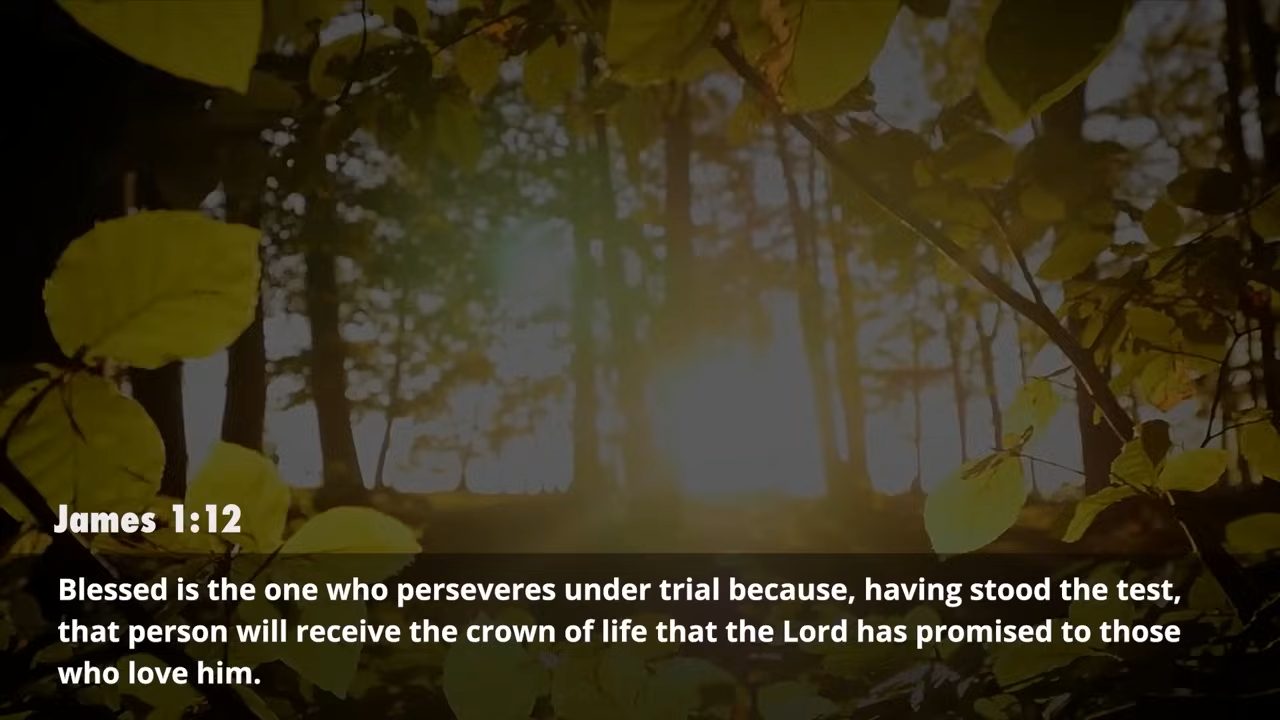 James 1:12
Blessed is the one who perseveres under trial because, having stood the test,
that person will receive the crown of life that the Lord has promised to those
who love him.